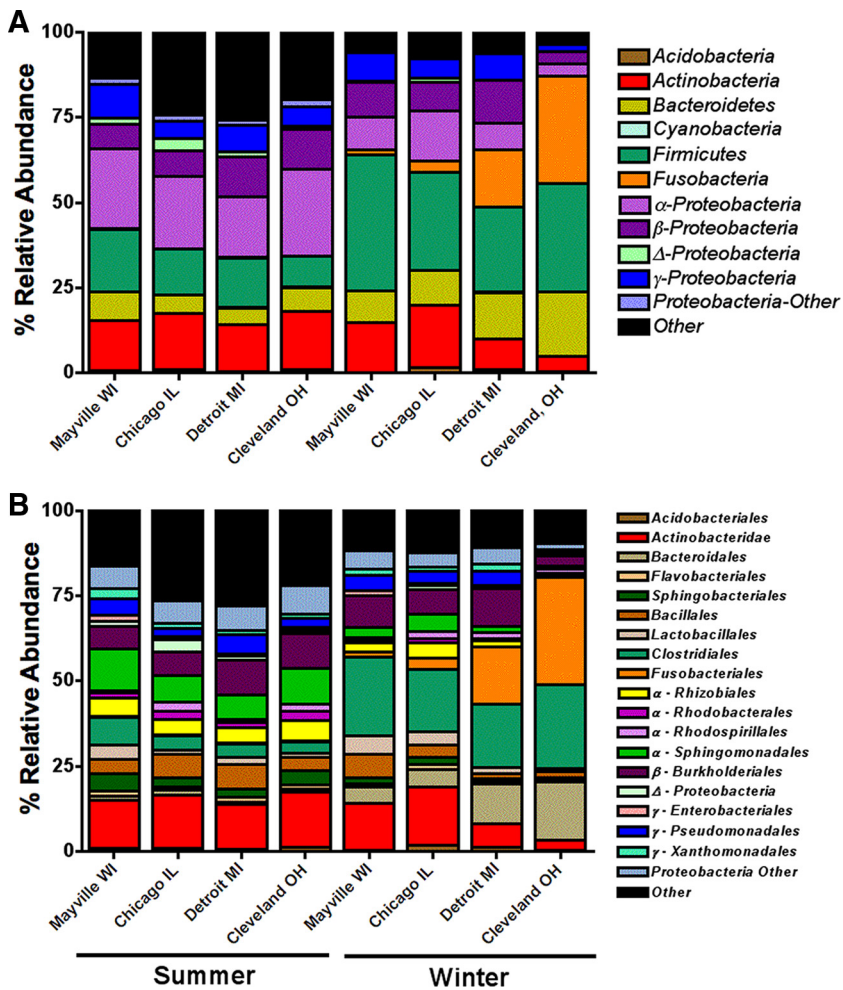 A
% Relative Abundance
100
75
50
25
0
Mayville WI
Chicago IL
Detroit MI
Cleveland OH
Mayville WI
Chicago IL
Detroit MI
Cleveland, OH
Acidobacteria
Actinobacteria
Bacteroidetes
Cyanobacteria
Firmicutes
Fusobacteria
α-Proteobacteria
β-Proteobacteria
Δ-Proteobacteria
γ-Proteobacteria
Proteobacteria-Other
Other
B
% Relative Abundance
100
75
50
25
0
Mayville WI
Chicago IL
Detroit MI
Cleveland OH
Mayville WI
Chicago IL
Detroit MI
Cleveland OH
Summer
Winter
Acidobacteriales
Actinobacteridae
Bacteroidales
Flavobacteriales
Sphingobacteriales
Bacillales
Lactobacillales
Clostridiales
Fusobacteriales
α - Rhizobiales
α - Rhodobacterales
α - Rhodospirillales
α - Sphingomonadales
β - Burkholderiales
Δ - Proteobacteria
γ - Enterobacteriales
γ - Pseudomonadales
γ - Xanthomonadales
Proteobacteria Other
Other